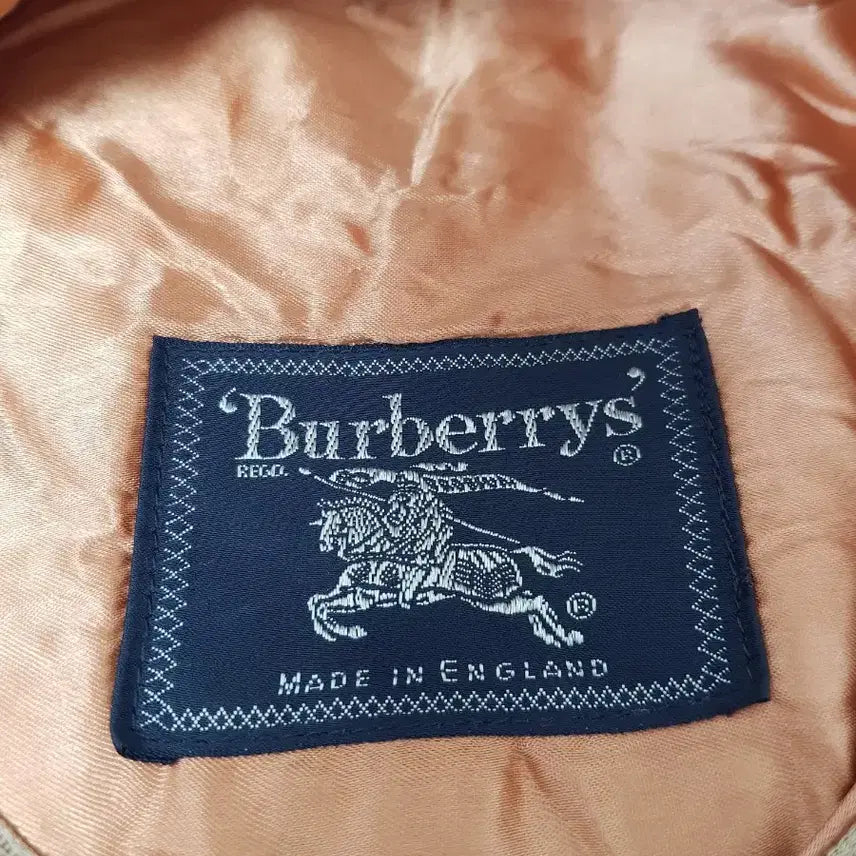 ‘Burberrys’
REGD. ®
®
MADE IN ENGLAND